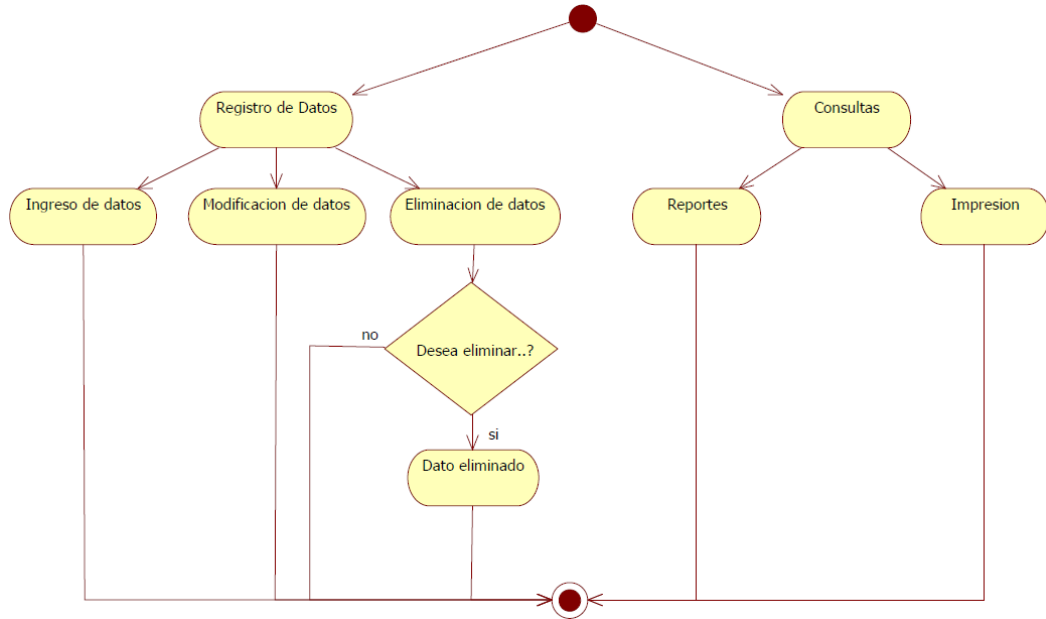 Registro de Datos
Consultas
Ingreso de datos
Modificacion de datos
Eliminacion de datos
Reportes
Impresion
no
Desea eliminar..?
si
Dato eliminado